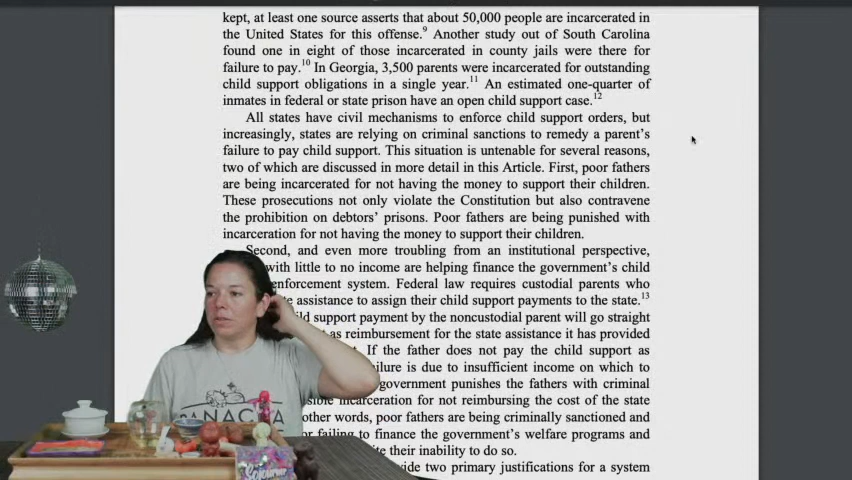 kept, at least one source asserts that about 50,000 people are incarcerated in
the United States for this offense.9 Another study out of South Carolina
found one in eight of those incarcerated in county jails were there for
failure to pay.10 In Georgia, 3,500 parents were incarcerated for outstanding
child support obligations in a single year.11 An estimated one-quarter of
inmates in federal or state prison have an open child support case.12
All states have civil mechanisms to enforce child support orders, but
increasingly, states are relying on criminal sanctions to remedy a parent's
failure to pay child support. This situation is untenable for several reasons,
two of which are discussed in more detail in this Article. First, poor fathers
are being incarcerated for not having the money to support their children.
These prosecutions not only violate the Constitution but also contravene
the prohibition on debtors' prisons. Poor fathers are being punished with
incarceration for not having the money to support their children.
Second, and even more troubling from an institutional perspective,
with little to no income are helping finance the government's child
enforcement system. Federal law requires custodial parents who
assistance to assign their child support payments to the state.13
support payment by the noncustodial parent will go straight
as reimbursement for the state assistance it has provided
If the father does not pay the child support as
is due to insufficient income on which to
government punishes the fathers with criminal
incarceration for not reimbursing the cost of the state
other words, poor fathers are being criminally sanctioned and
failing to finance the government's welfare programs and
their inability to do so.
two primary justifications for a system
Sojourner